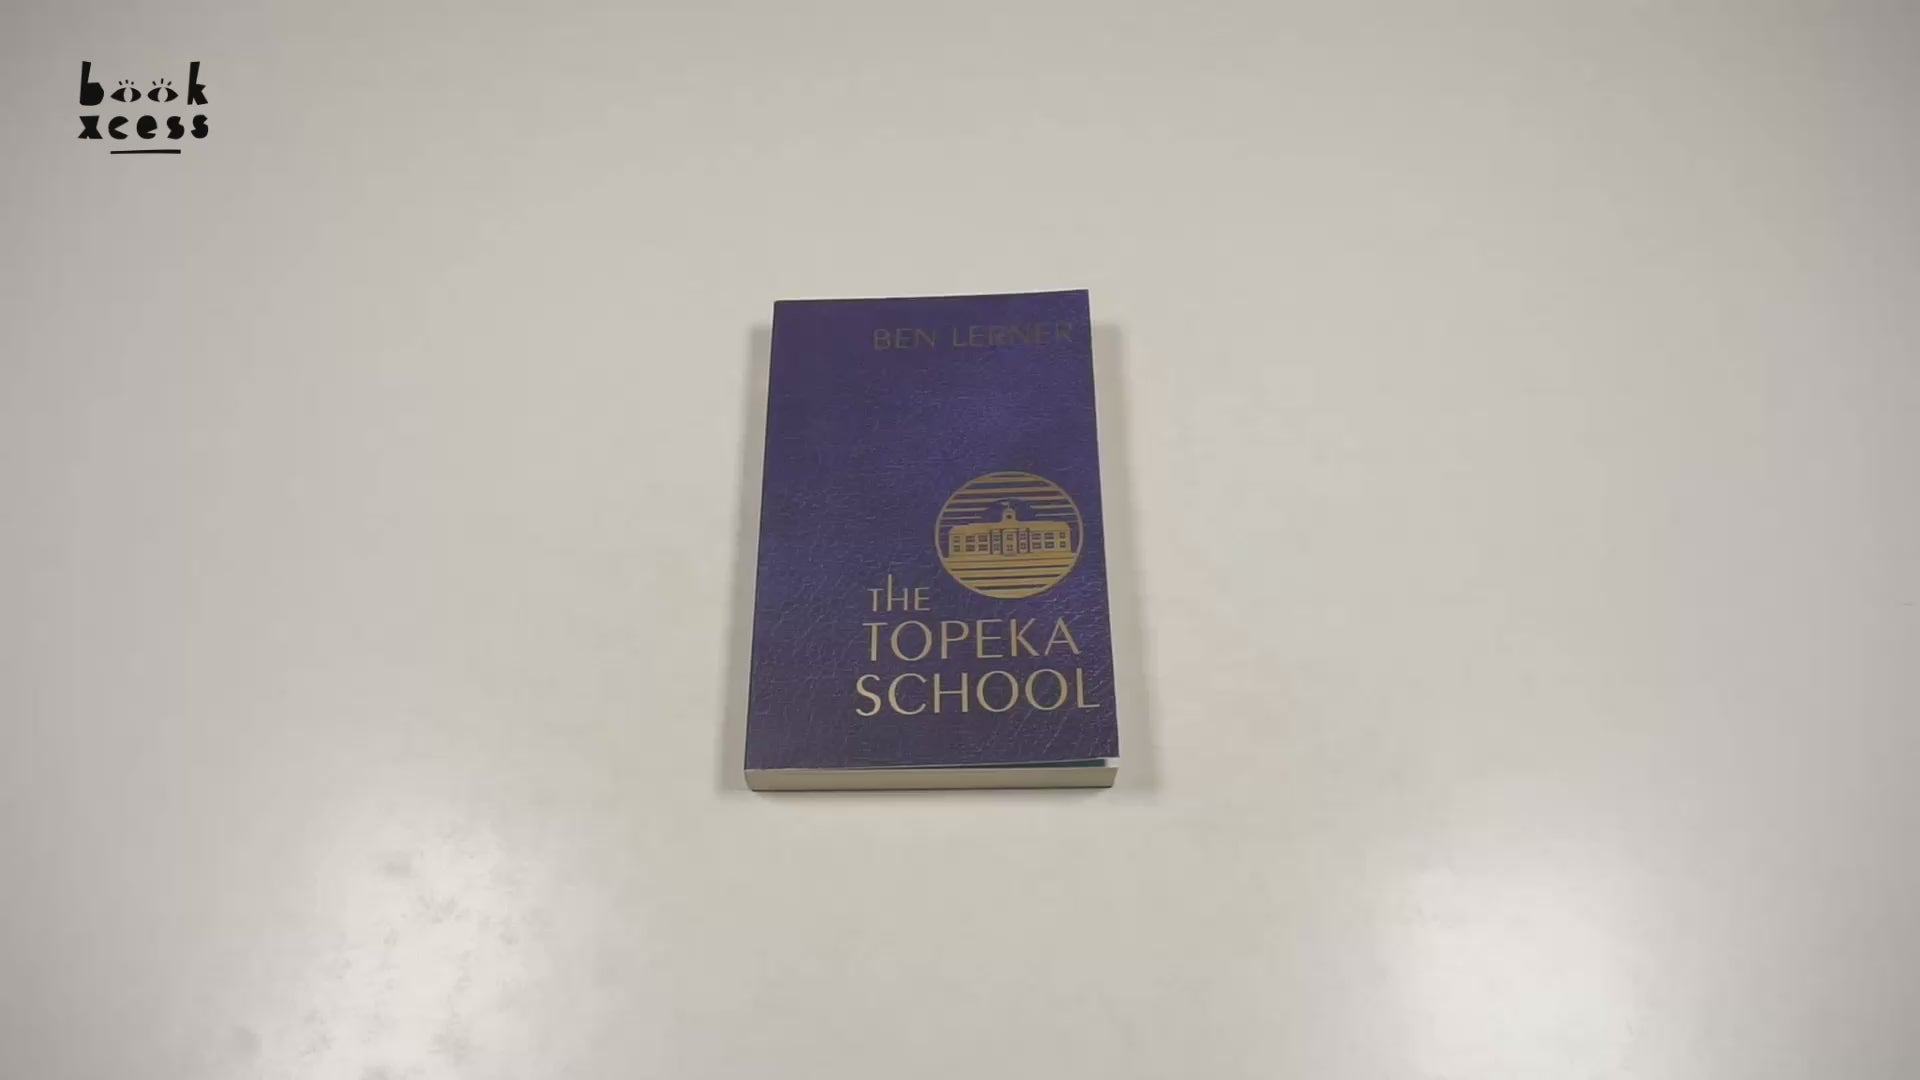 book
xcess
BEN LERNER
THE
TOPEKA
SCHOOL